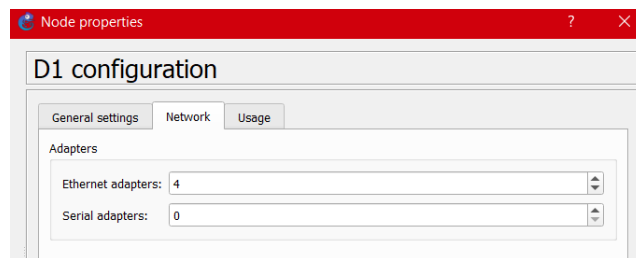 Node properties ? ×
D1 configuration
General settings Network Usage
Adapters
Ethernet adapters: 4
Serial adapters: 0